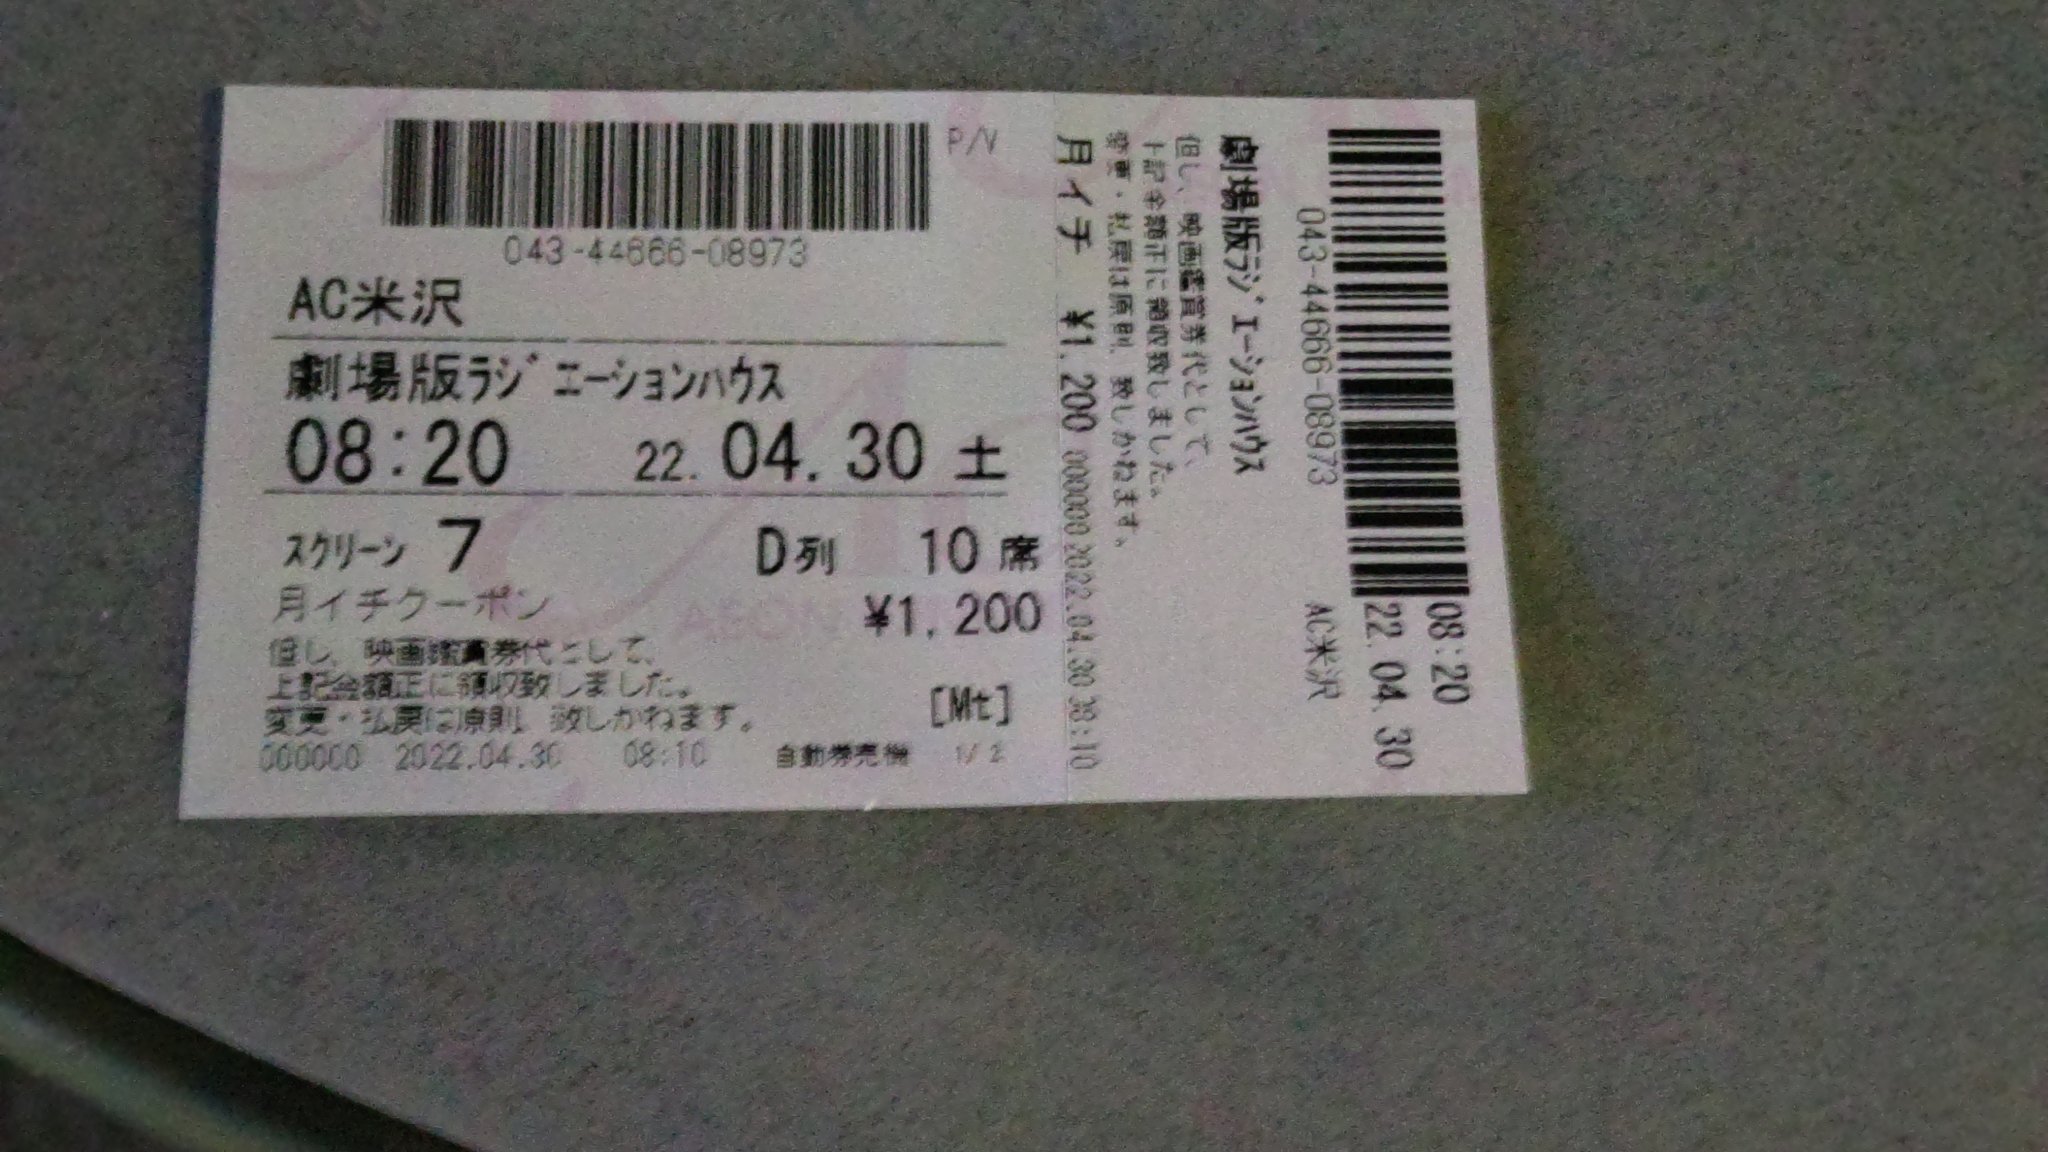 P/N
043-44666-08973
AC米沢
劇場版ラジエーションハウス
08:20 22.04.30 土
スクリーン 7 D列 10席
月イチクーポン ¥1,200
但し、映画鑑賞券代として、
上記金額正に領収致しました。
変更・払戻は原則、致しかねます。
[Mt]
000000 2022.04.30 08:10 自動券売機 1/2
043-44666-08973
劇場版ラジエーションハウス
但し、映画鑑賞券代として、
上記金額正に領収致しました。
変更・払戻は原則、致しかねます。
月イチ ¥1,200 000000 2022.04.30 08:10
08:20
22.04.30
AC米沢